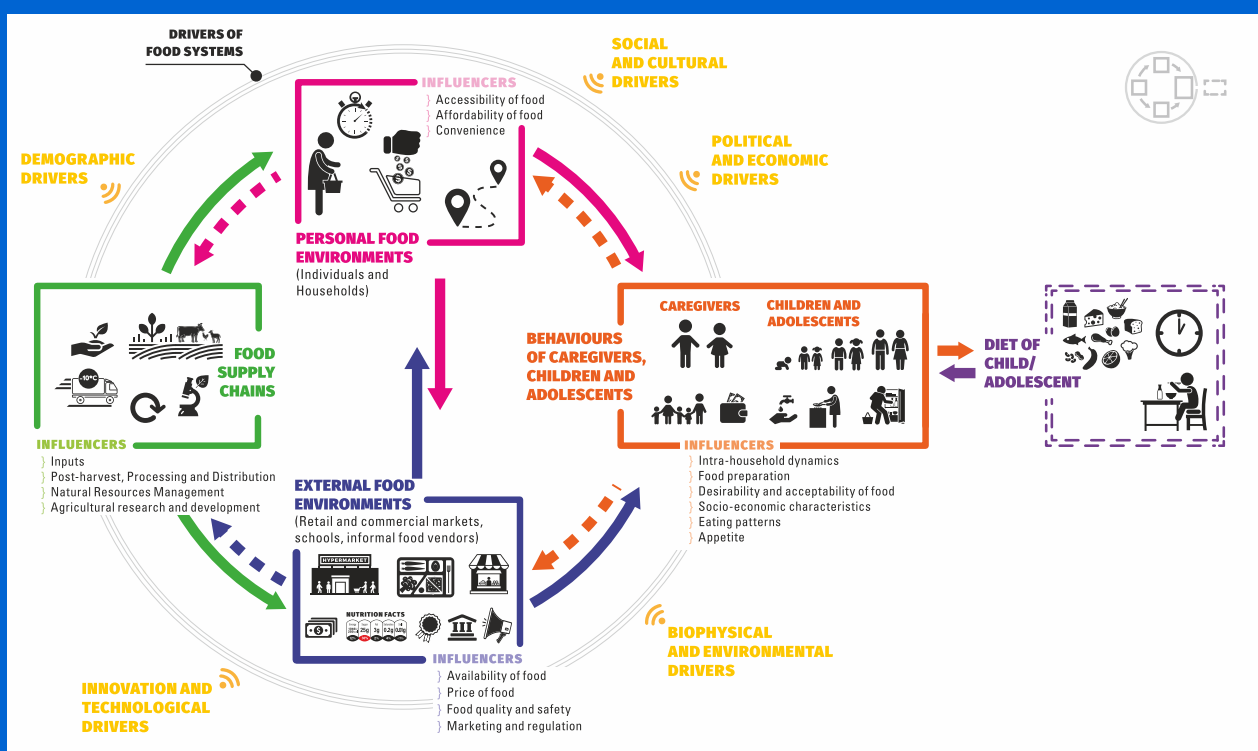 DRIVERS OF
FOOD SYSTEMS
SOCIAL
AND CULTURAL
DRIVERS
POLITICAL
AND ECONOMIC
DRIVERS
DEMOGRAPHIC
DRIVERS
INFLUENCERS
} Accessibility of food
} Affordability of food
} Convenience
PERSONAL FOOD
ENVIRONMENTS
(Individuals and
Households)
-10°C
FOOD
SUPPLY
CHAINS
INFLUENCERS
} Inputs
} Post-harvest, Processing and Distribution
} Natural Resources Management
} Agricultural research and development
BEHAVIOURS
OF CAREGIVERS,
CHILDREN AND
ADOLESCENTS
CAREGIVERS
CHILDREN AND
ADOLESCENTS
INFLUENCERS
} Intra-household dynamics
} Food preparation
} Desirability and acceptability of food
} Socio-economic characteristics
} Eating patterns
} Appetite
DIET OF
CHILD/
ADOLESCENT
EXTERNAL FOOD
ENVIRONMENTS
(Retail and commercial markets,
schools, informal food vendors)
HYPERMARKET
NUTRITION FACTS
25g 3g 0.2g
INFLUENCERS
} Availability of food
} Price of food
} Food quality and safety
} Marketing and regulation
BIOPHYSICAL
AND ENVIRONMENTAL
DRIVERS
INNOVATION AND
TECHNOLOGICAL
DRIVERS